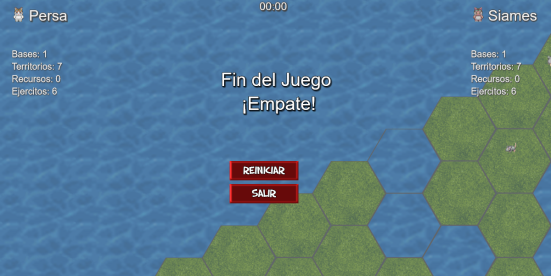 Persa
00:00
Siames
Bases: 1
Territorios: 7
Recursos: 0
Ejercitos: 6
Bases: 1
Territorios: 7
Recursos: 0
Ejercitos: 6
Fin del Juego
¡Empate!
REINICIAR
SALIR